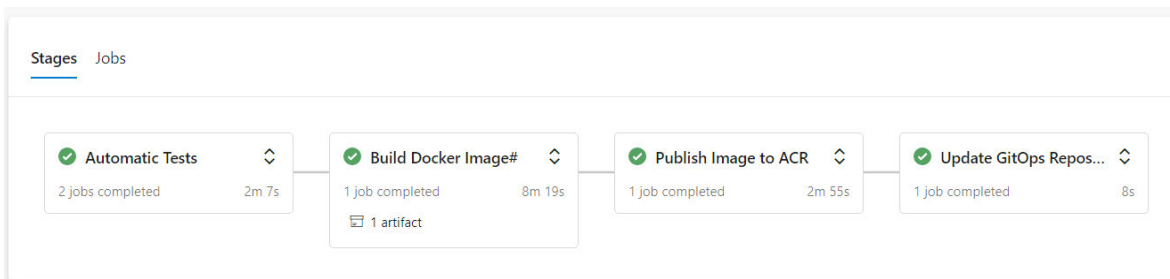 Stages Jobs
Automatic Tests
2 jobs completed 2m 7s
Build Docker Image#
1 job completed 8m 19s
1 artifact
Publish Image to ACR
1 job completed 2m 55s
Update GitOps Repos...
1 job completed 8s